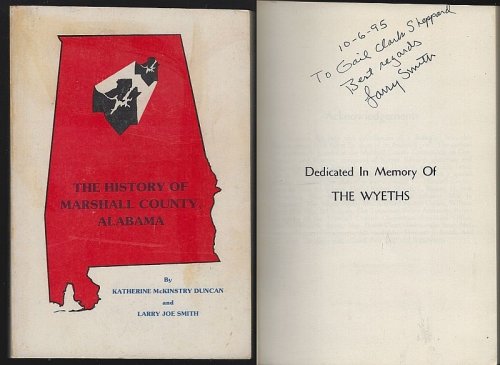 THE HISTORY OF
MARSHALL COUNTY,
ALABAMA
By
KATHERINE McKINSTRY DUNCAN
and
LARRY JOE SMITH
10-6-95
To Gail Clark Sheppard
Best regards
Larry Smith
Acknowledgements
Dedicated In Memory Of
THE WYETHS